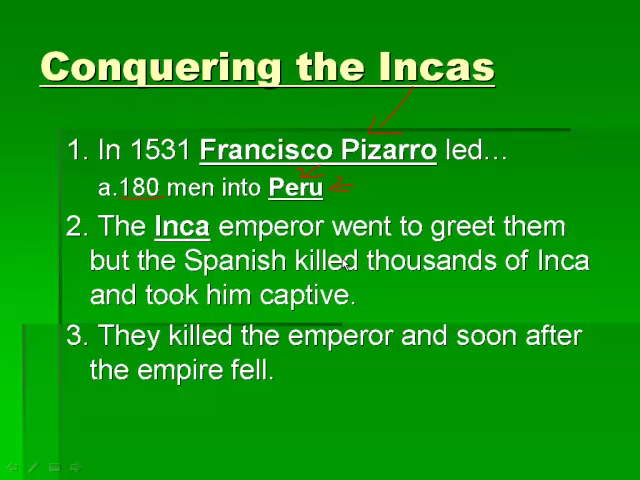 Conquering the Incas
1. In 1531 Francisco Pizarro led…
a.180 men into Peru
2. The Inca emperor went to greet them
but the Spanish killed thousands of Inca
and took him captive.
3. They killed the emperor and soon after
the empire fell.